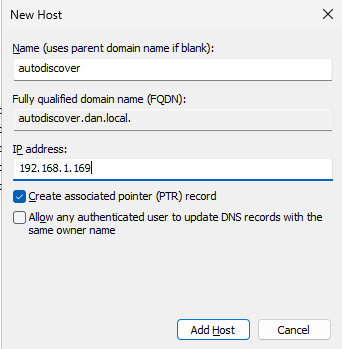 New Host
Name (uses parent domain name if blank):
autodiscover
Fully qualified domain name (FQDN):
autodiscover.dan.local.
IP address:
192.168.1.169
Create associated pointer (PTR) record
Allow any authenticated user to update DNS records with the
same owner name
Add Host Cancel